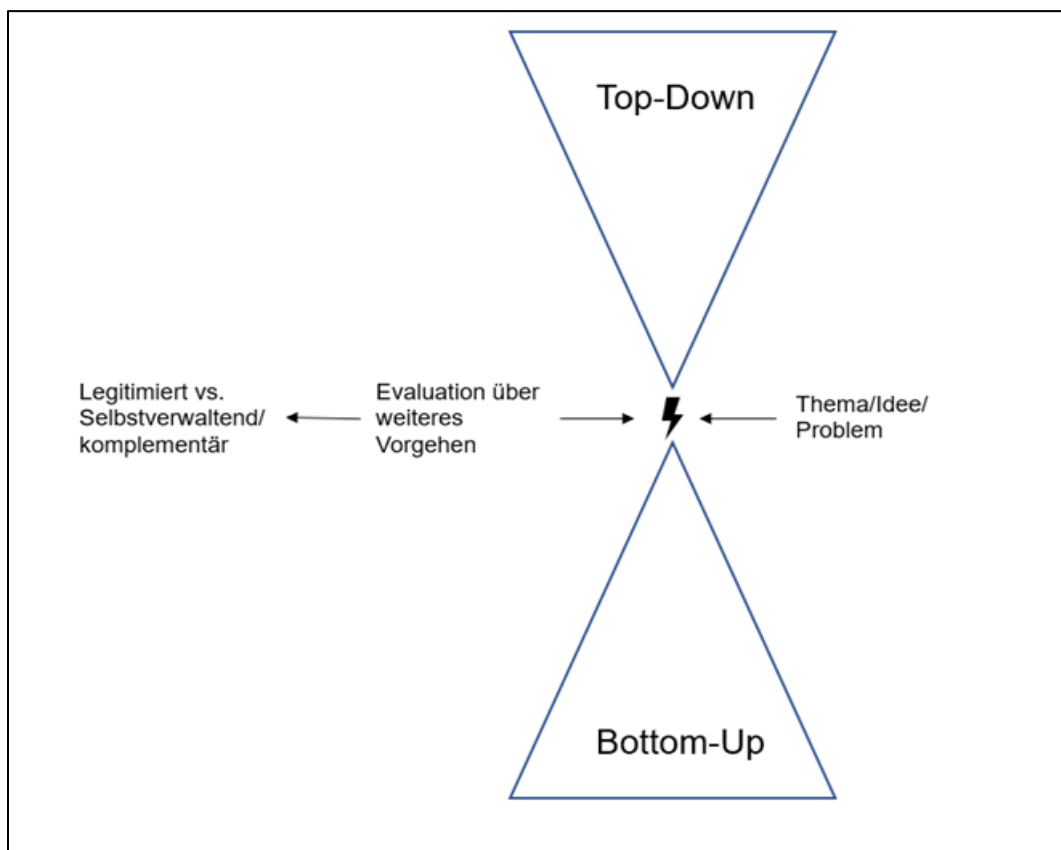 Top-Down
Legitimiert vs.
Selbstverwaltend/
komplementär
Evaluation über
weiteres
Vorgehen
Thema/Idee/
Problem
Bottom-Up